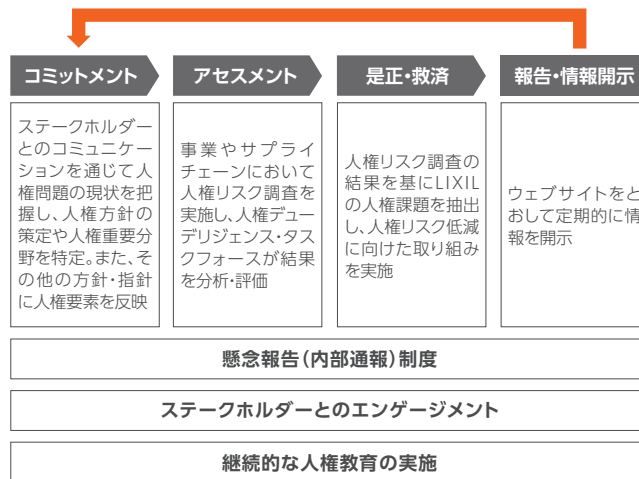 コミットメント
アセスメント
是正・救済
報告・情報開示
ステークホルダー
とのコミュニケー
ションを通じて人
権問題の現状を把
握し、人権方針の
策定や人権重要分
野を特定。また、そ
の他の方針・指針
に人権要素を反映
事業やサプライ
チェーンにおいて
人権リスク調査を
実施し、人権デュー
デリジェンス・タス
クフォースが結果
を分析・評価
人権リスク調査の
結果を基にLIXIL
の人権課題を抽出
し、人権リスク低減
に向けた取り組み
を実施
ウェブサイトをと
おして定期的に情
報を開示
懸念報告（内部通報）制度
ステークホルダーとのエンゲージメント
継続的な人権教育の実施